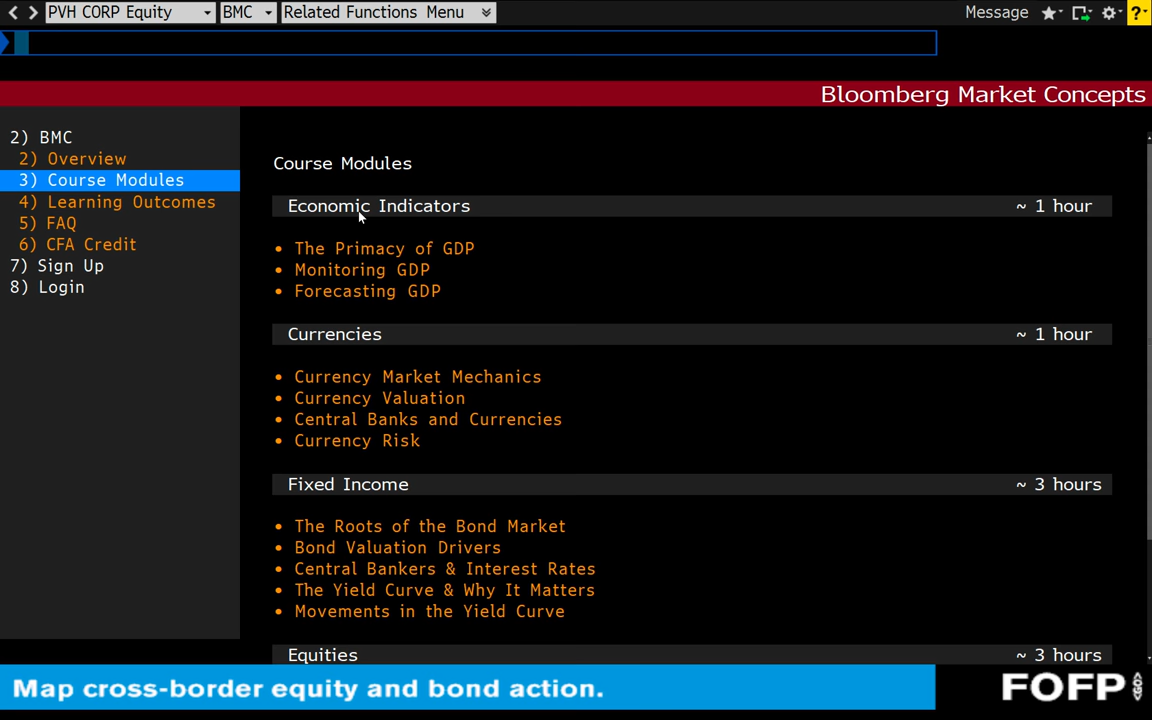 PVH CORP Equity BMC Related Functions Menu Message ?
Bloomberg Market Concepts
2) BMC
2) Overview
3) Course Modules
4) Learning Outcomes
5) FAQ
6) CFA Credit
7) Sign Up
8) Login
Course Modules
Economic Indicators ~ 1 hour
• The Primacy of GDP
• Monitoring GDP
• Forecasting GDP
Currencies ~ 1 hour
• Currency Market Mechanics
• Currency Valuation
• Central Banks and Currencies
• Currency Risk
Fixed Income ~ 3 hours
• The Roots of the Bond Market
• Bond Valuation Drivers
• Central Bankers & Interest Rates
• The Yield Curve & Why It Matters
• Movements in the Yield Curve
Equities ~ 3 hours
Map cross-border equity and bond action.
FOFP <GO>